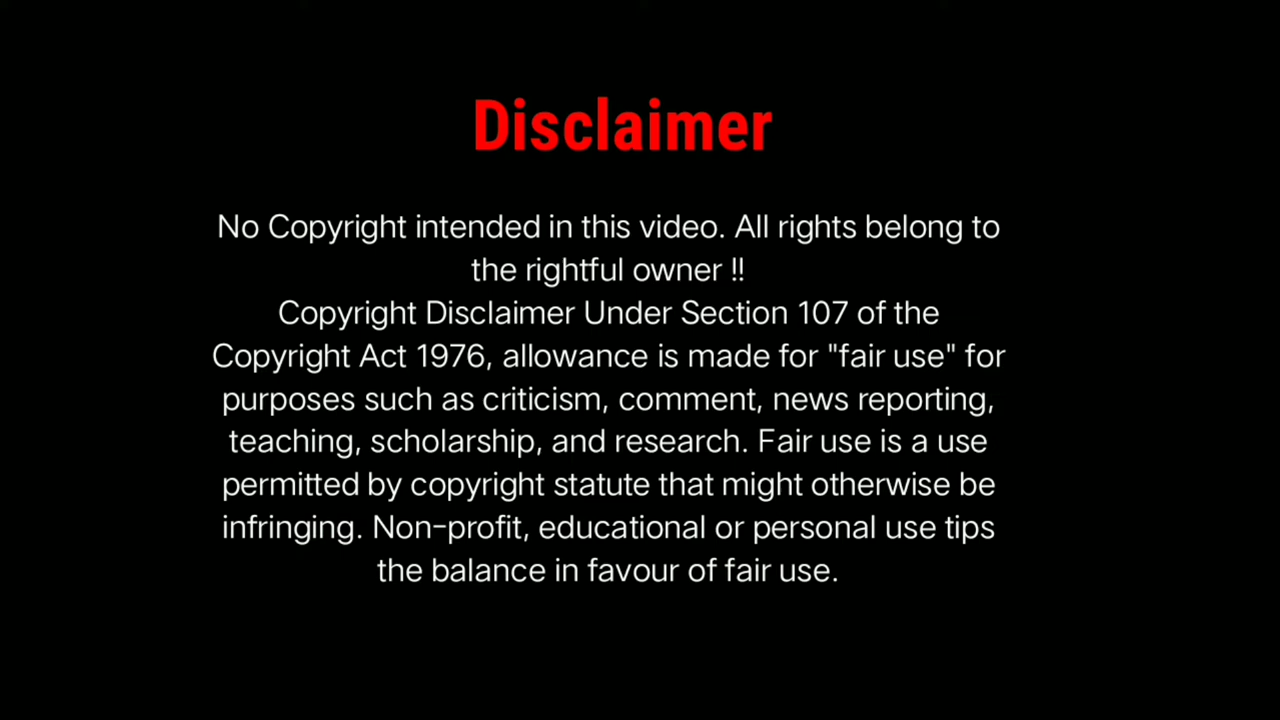 Disclaimer
No Copyright intended in this video. All rights belong to
the rightful owner !!
Copyright Disclaimer Under Section 107 of the
Copyright Act 1976, allowance is made for "fair use" for
purposes such as criticism, comment, news reporting,
teaching, scholarship, and research. Fair use is a use
permitted by copyright statute that might otherwise be
infringing. Non-profit, educational or personal use tips
the balance in favour of fair use.